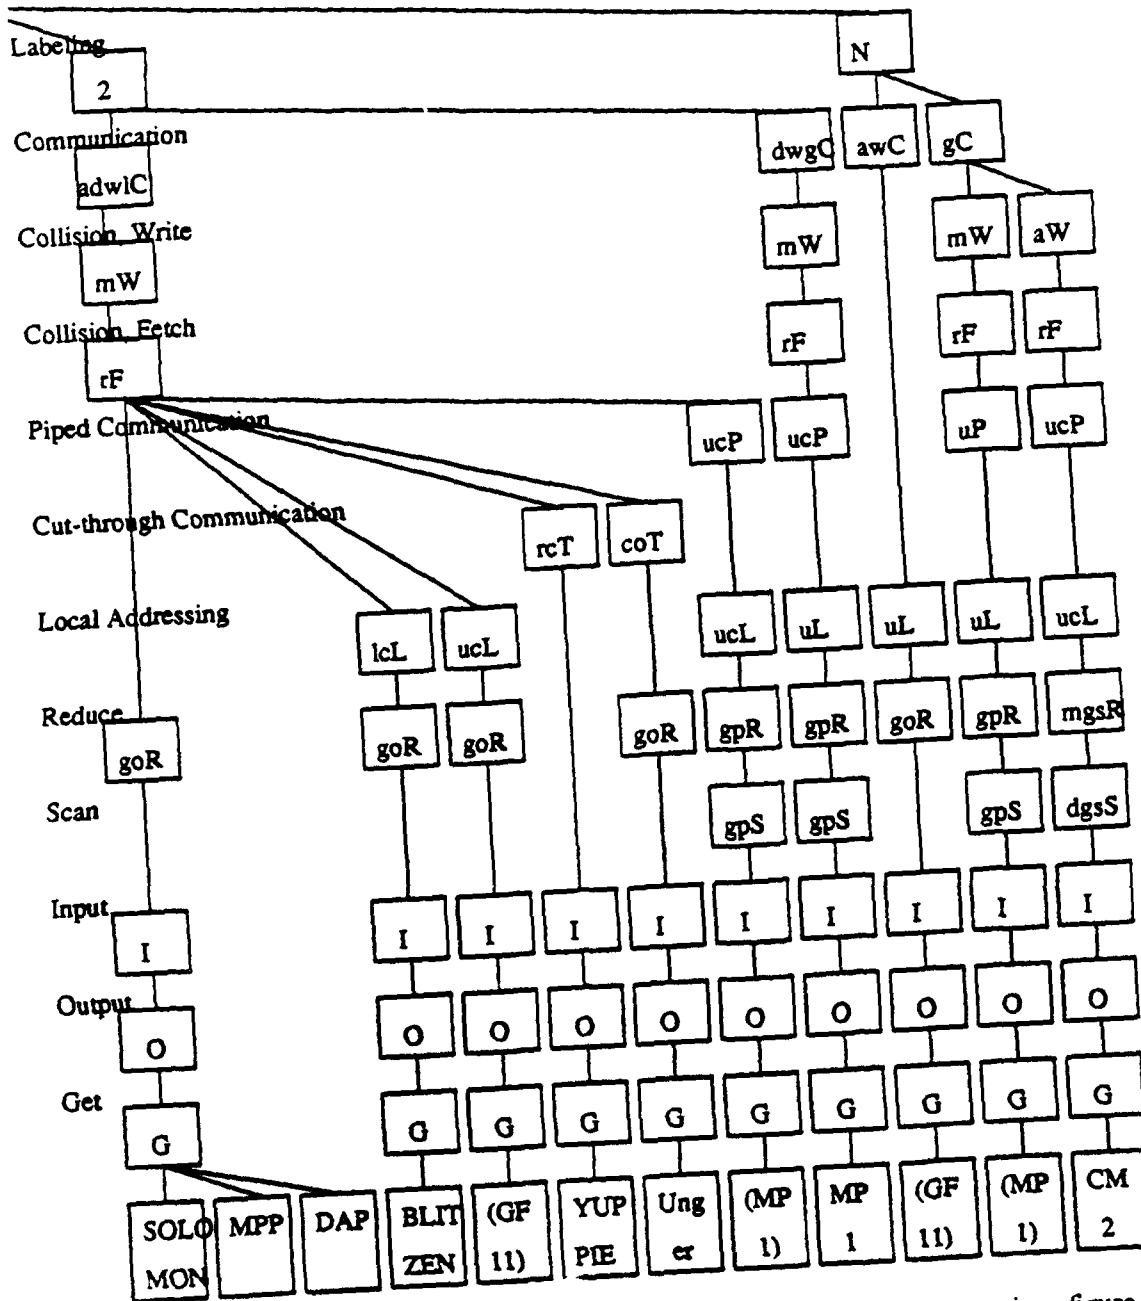 Labeling
2
N
Communication
adwlC
dwgC
awC
gC
Collision Write
mW
mW
mW
aW
Collision Fetch
rF
rF
rF
rF
Piped Communication
ucP
ucP
uP
ucP
Cut-through Communication
rcT
coT
Local Addressing
lcL
ucL
ucL
uL
uL
uL
ucL
Reduce
goR
goR
goR
goR
gpR
gpR
goR
gpR
mgsR
Scan
gpS
gpS
gpS
dgsS
Input
I
I
I
I
I
I
I
I
I
I
Output
O
O
O
O
O
O
O
O
O
O
Get
G
G
G
G
G
G
G
G
G
G
SOLO
MON
MPP
DAP
BLIT
ZEN
(GF
11)
YUP
PIE
Ung
er
(MP
1)
MP
1
(GF
11)
(MP
1)
CM
2